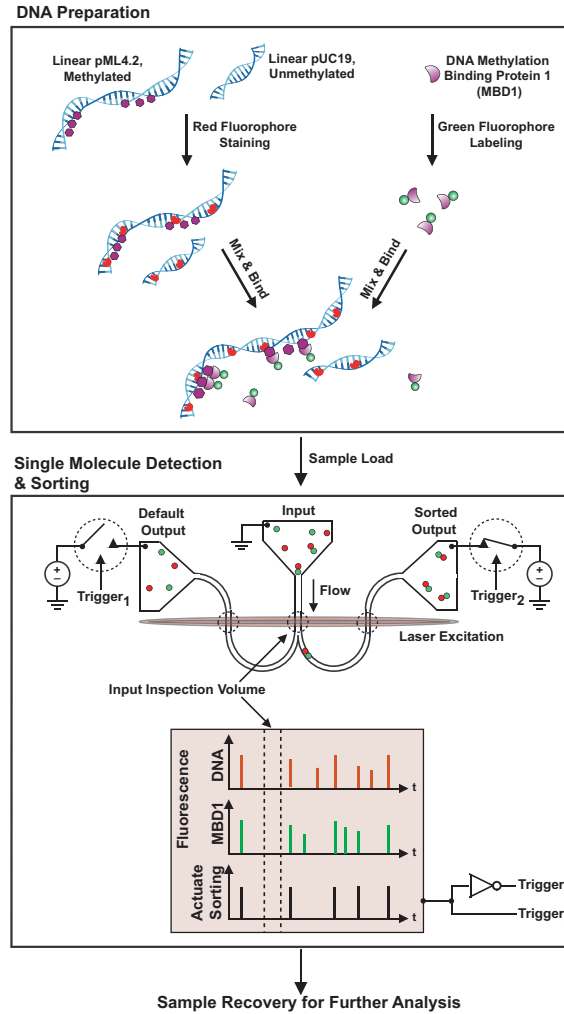 DNA Preparation
Linear pML4.2,
Methylated
Linear pUC19,
Unmethylated
DNA Methylation
Binding Protein 1
(MBD1)
Red Fluorophore
Staining
Green Fluorophore
Labeling
Mix & Bind
Mix & Bind
Sample Load
Single Molecule Detection
& Sorting
Default
Output
Input
Sorted
Output
Trigger1
Flow
Trigger2
Laser Excitation
Input Inspection Volume
Fluorescence
DNA
t
MBD1
t
Actuate
Sorting
t
Trigger
Trigger
Sample Recovery for Further Analysis